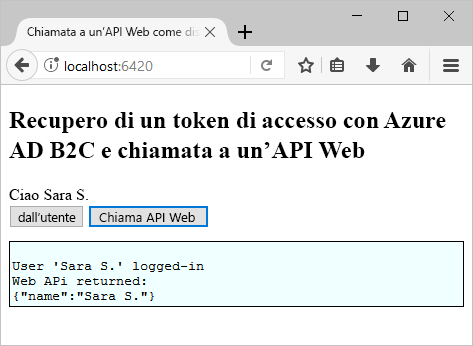 Chiamata a un'API Web come dis
localhost:6420
Recupero di un token di accesso con Azure
AD B2C e chiamata a un'API Web
Ciao Sara S.
dall'utente Chiama API Web
User 'Sara S.' logged-in
Web APi returned:
{"name":"Sara S."}